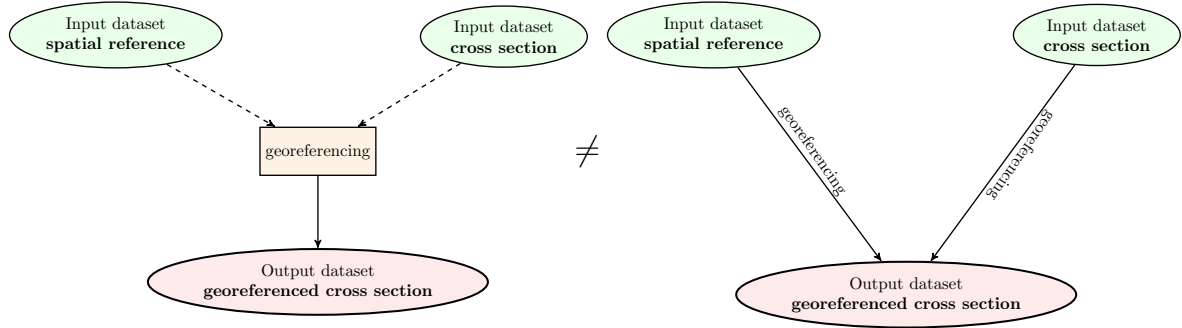 Input dataset
spatial reference
Input dataset
cross section
georeferencing
Output dataset
georeferenced cross section
≠
Input dataset
spatial reference
Input dataset
cross section
georeferencing
georeferencing
Output dataset
georeferenced cross section